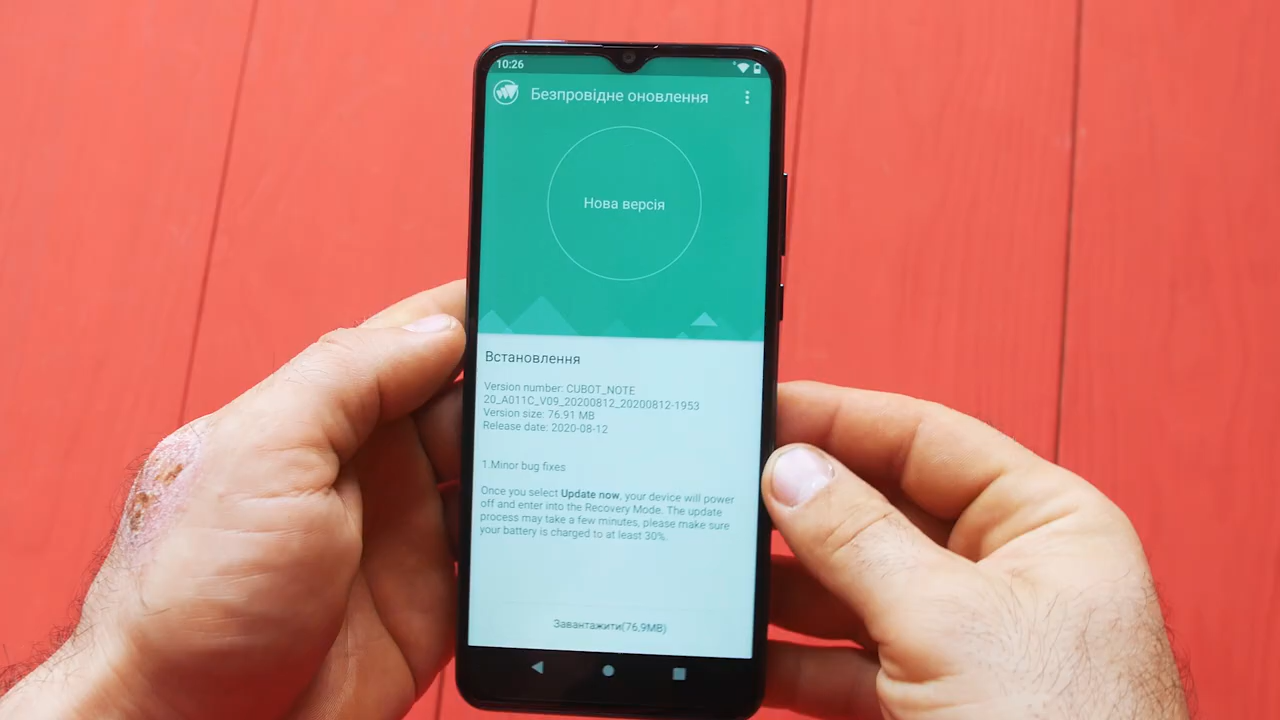 10:26
Безпровідне оновлення
Нова версія
Встановлення
Version number: CUBOT_NOTE
20_A011C_V09_20200812_20200812-1953
Version size: 76.91 MB
Release date: 2020-08-12
1.Minor bug fixes
Once you select Update now, your device will power
off and enter into the Recovery Mode. The update
process may take a few minutes, please make sure
your battery is charged to at least 30%.
Завантажити(76,9MB)